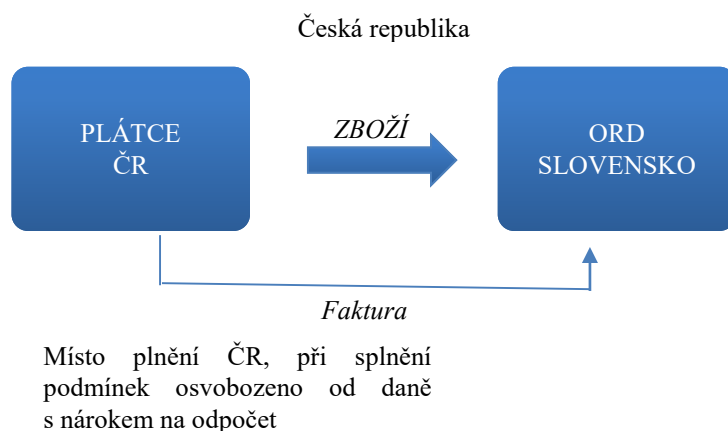 Česká republika
PLÁTCE
ČR
ZBOŽÍ
ORD
SLOVENSKO
Faktura
Místo plnění ČR, při splnění
podmínek osvobozeno od daně
s nárokem na odpočet